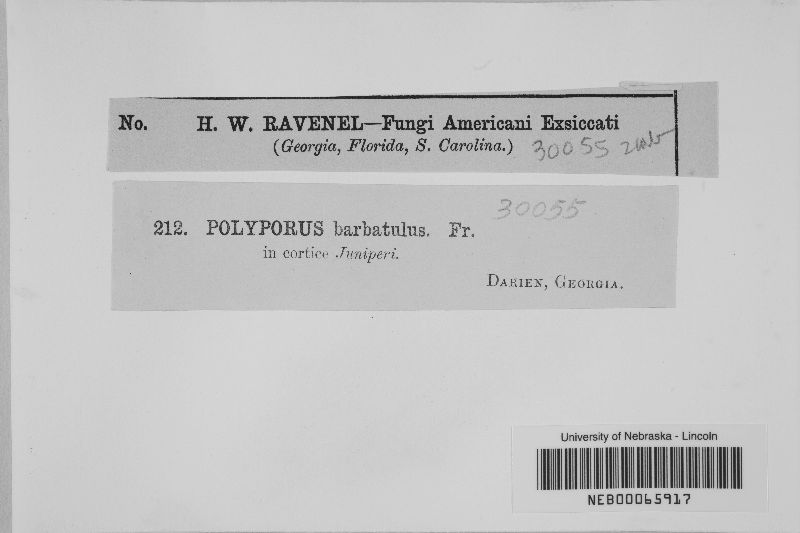 No. H. W. RAVENEL—Fungi Americani Exsiccati
(Georgia, Florida, S. Carolina.) 30055
30055
212. POLYPORUS barbatulus. Fr.
in cortice Juniperi.
DARIEN, GEORGIA.
University of Nebraska - Lincoln
NEB00065917